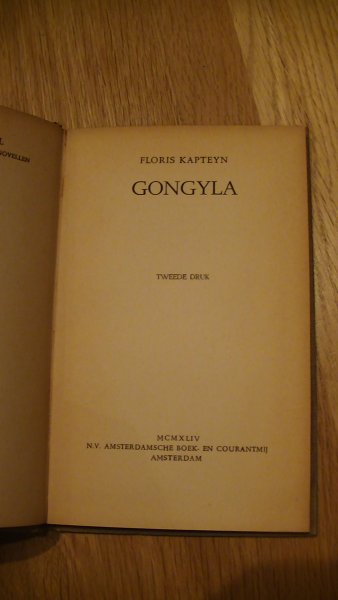 FLORIS KAPTEYN
GONGYLA
TWEEDE DRUK
MCMXLIV
N.V. AMSTERDAMSCHE BOEK- EN COURANTMIJ
AMSTERDAM